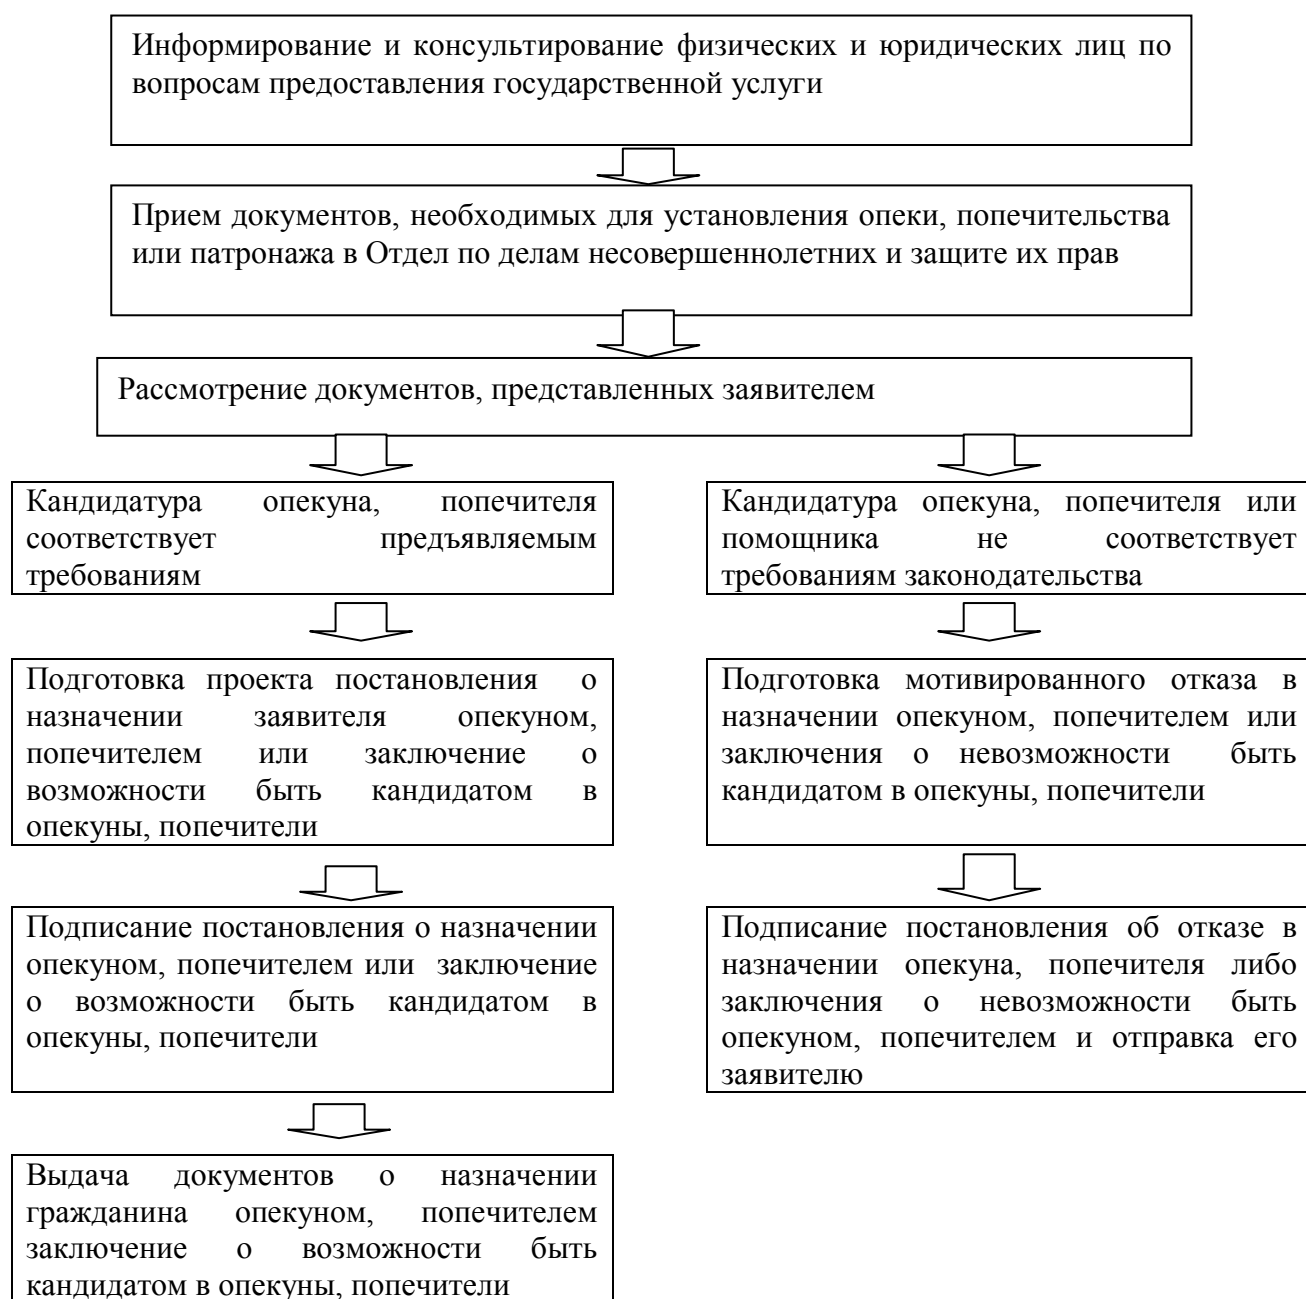 Информирование и консультирование физических и юридических лиц по
вопросам предоставления государственной услуги
Прием документов, необходимых для установления опеки, попечительства
или патронажа в Отдел по делам несовершеннолетних и защите их прав
Рассмотрение документов, представленных заявителем
Кандидатура опекуна, попечителя
соответствует предъявляемым
требованиям
Кандидатура опекуна, попечителя или
помощника не соответствует
требованиям законодательства
Подготовка проекта постановления о
назначении заявителя опекуном,
попечителем или заключение о
возможности быть кандидатом в
опекуны, попечители
Подготовка мотивированного отказа в
назначении опекуном, попечителем или
заключения о невозможности быть
кандидатом в опекуны, попечители
Подписание постановления о назначении
опекуном, попечителем или заключение
о возможности быть кандидатом в
опекуны, попечители
Подписание постановления об отказе в
назначении опекуна, попечителя либо
заключения о невозможности быть
опекуном, попечителем и отправка его
заявителю
Выдача документов о назначении
гражданина опекуном, попечителем
заключение о возможности быть
кандидатом в опекуны, попечители